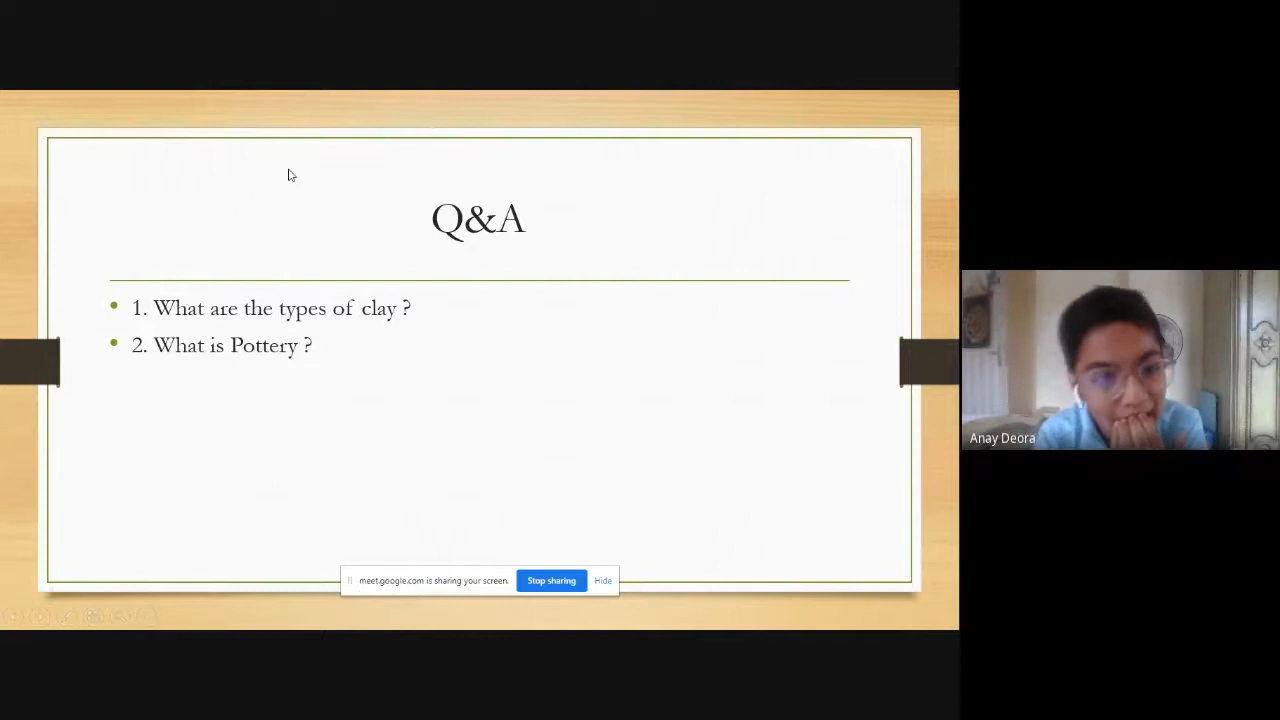 Q&A
1. What are the types of clay ?
2. What is Pottery ?
meet.google.com is sharing your screen.
Stop sharing
Hide
Anay Deora